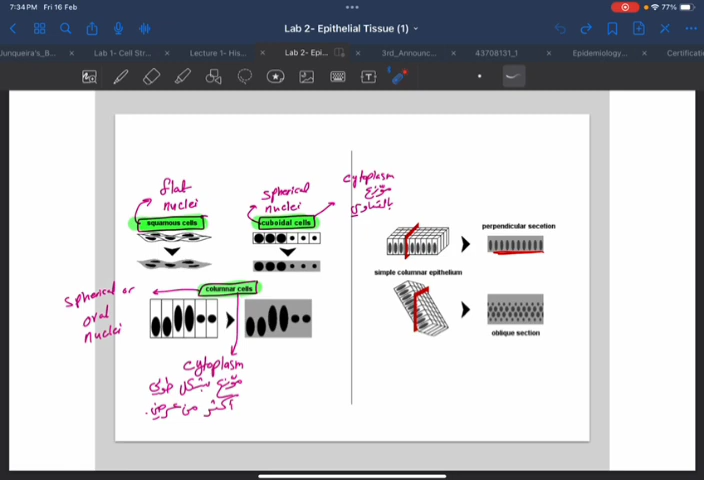 7:34 PM Fri 16 Feb
77%
Lab 2- Epithelial Tissue (1)
Junqueira's_B...
Lab 1- Cell Str...
Lecture 1- His...
Lab 2- Epi...
3rd_Announc...
43708131_1
Epidemiology...
Certificati
flat
nuclei
squamous cells
spherical
nuclei
cuboidal cells
cytoplasm
موزع
بالتساوي
columnar cells
spherical or
oral
nuclei
cytoplasm
موزع بشكل طولي
أكثر من عرضي.
perpendicular secetion
simple columnar epithelium
oblique section